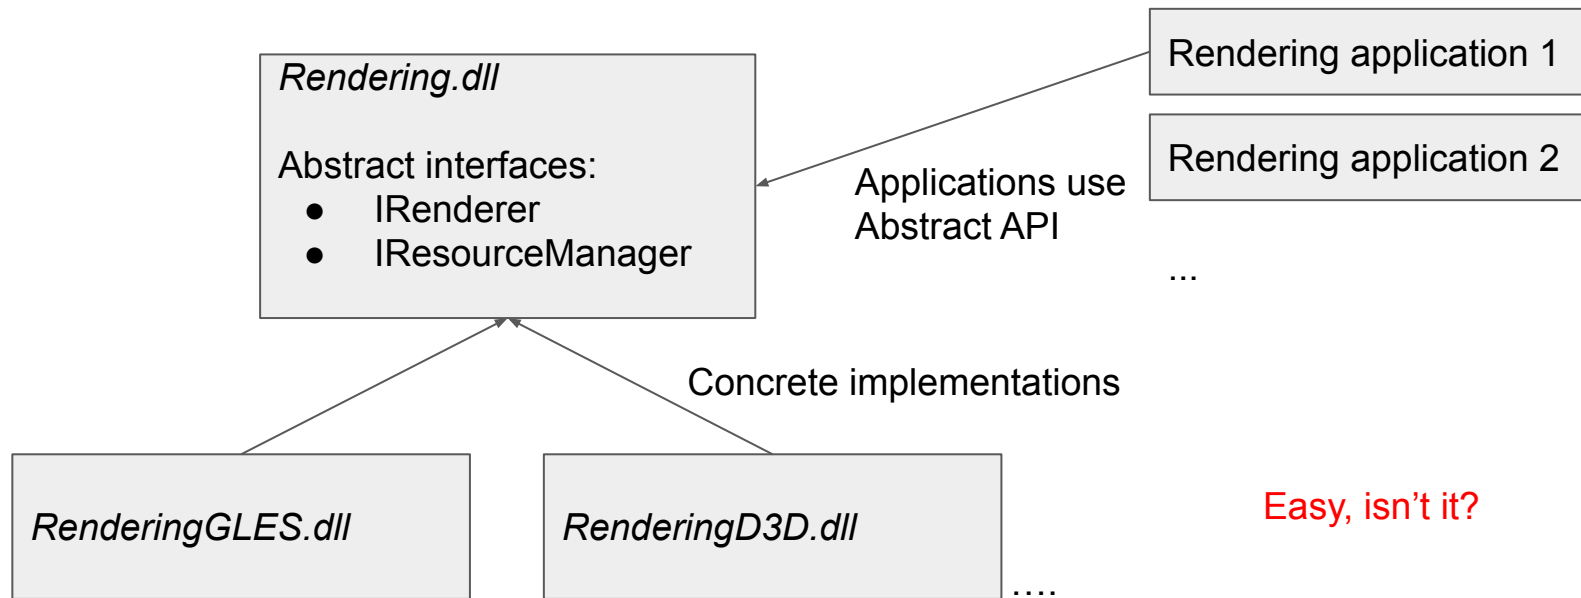 Rendering.dll
Abstract interfaces:
● IRenderer
● IResourceManager
Rendering application 1
Rendering application 2
...
Applications use
Abstract API
Concrete implementations
RenderingGLES.dll
RenderingD3D.dll
....
Easy, isn’t it?